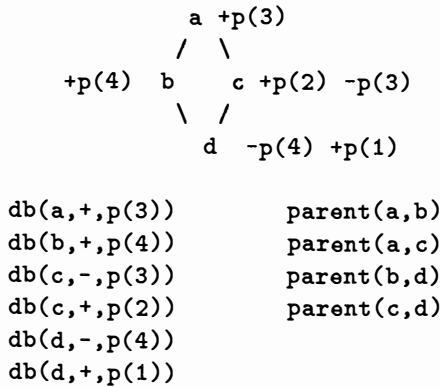 a +p(3)
/ \
+p(4) b c +p(2) -p(3)
\ /
d -p(4) +p(1)
db(a,+,p(3)) parent(a,b)
db(b,+,p(4)) parent(a,c)
db(c,-,p(3)) parent(b,d)
db(c,+,p(2)) parent(c,d)
db(d,-,p(4))
db(d,+,p(1))